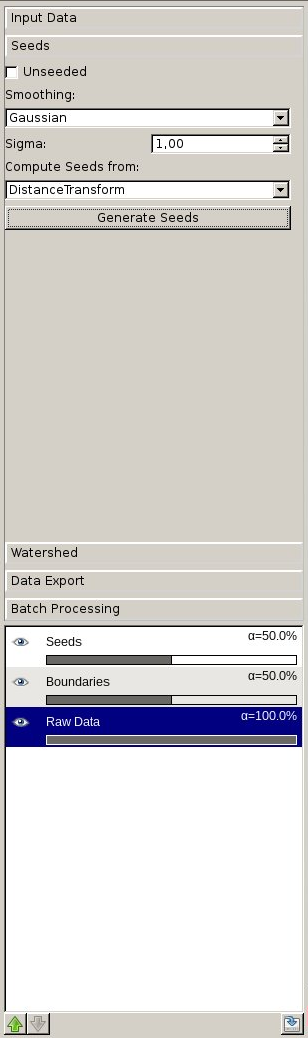 Input Data
Seeds
Unseeded
Smoothing:
Gaussian
Sigma: 1,00
Compute Seeds from:
DistanceTransform
Generate Seeds
Watershed
Data Export
Batch Processing
Seeds α=50.0%
Boundaries α=50.0%
Raw Data α=100.0%